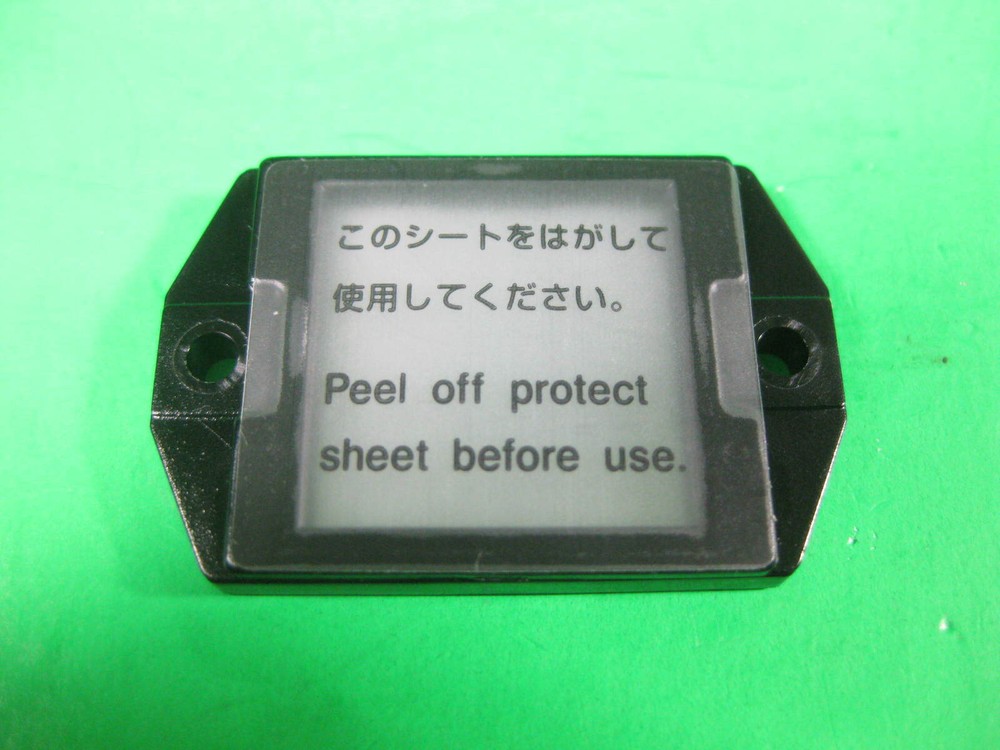 このシートをはがして
使用してください。
Peel off protect
sheet before use.